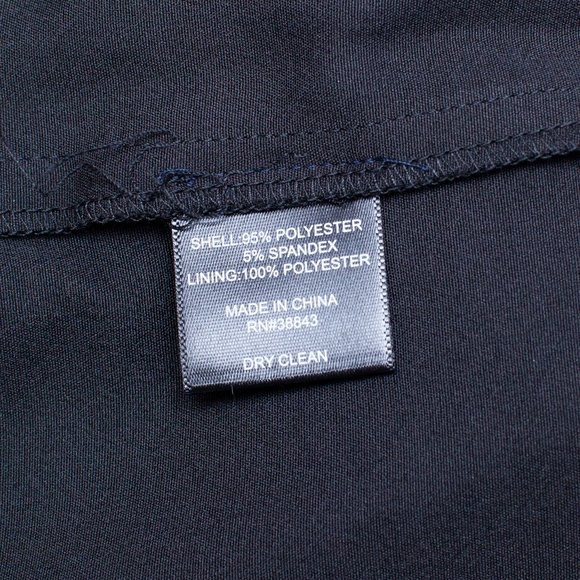 SHELL:95% POLYESTER
5% SPANDEX
LINING:100% POLYESTER
MADE IN CHINA
RN#38843
DRY CLEAN